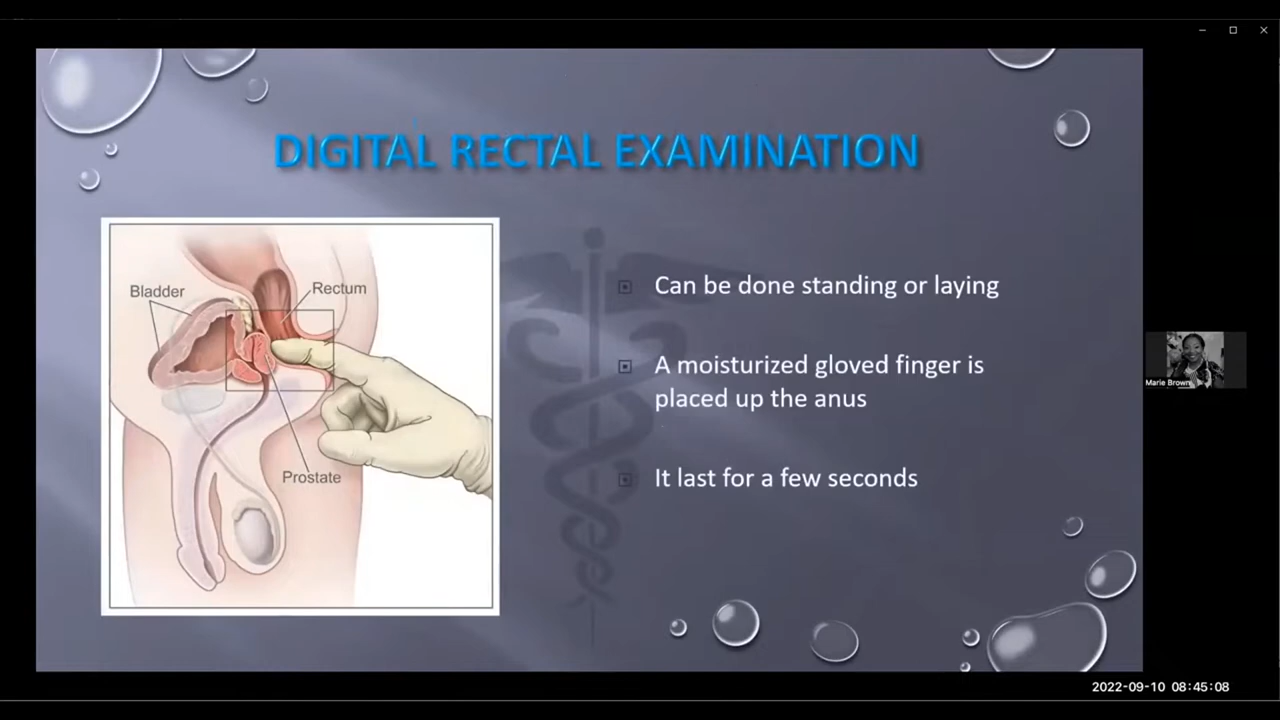 DIGITAL RECTAL EXAMINATION
Bladder
Rectum
Prostate
Can be done standing or laying
A moisturized gloved finger is
placed up the anus
It last for a few seconds
Marie Brown
2022-09-10 08:45:08